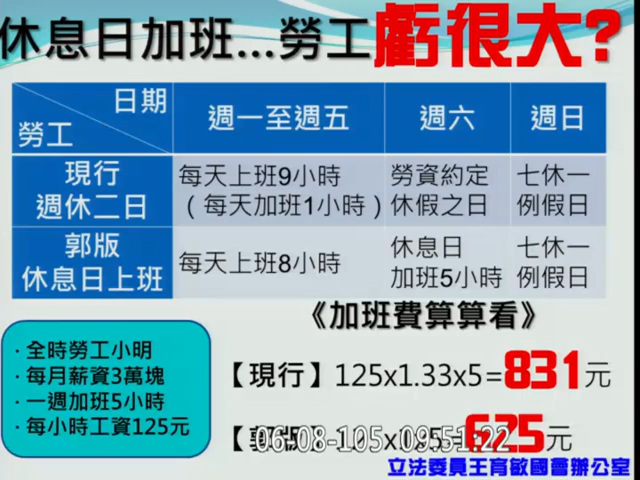 休息日加班...勞工虧很大?
日期
勞工
週一至週五
週六
週日
現行
週休二日
每天上班9小時
（每天加班1小時）
勞資約定
休假之日
七休一
例假日
郭版
休息日上班
每天上班8小時
休息日
加班5小時
七休一
例假日
《加班費算算看》
· 全時勞工小明
· 每月薪資3萬塊
· 一週加班5小時
· 每小時工資125元
【現行】125x1.33x5=831元
【郭版】
625元
06-08-105 09:51:22
立法委員王育敏國會辦公室